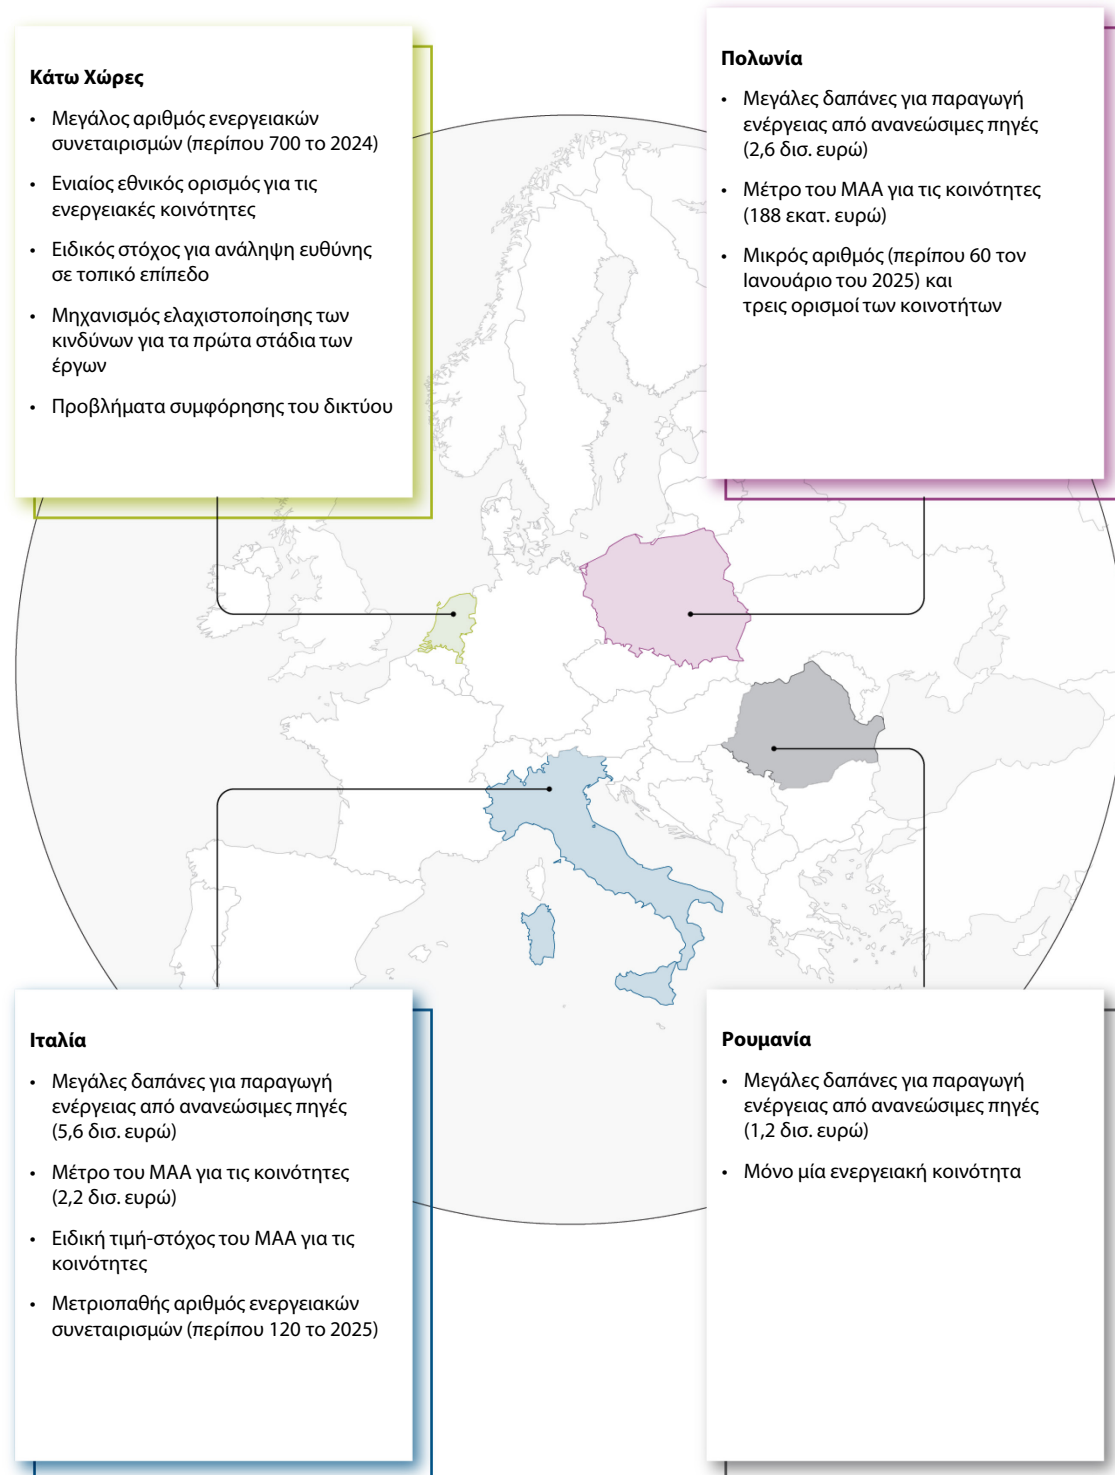 Κάτω Χώρες
• Μεγάλος αριθμός ενεργειακών
συνεταιρισμών (περίπου 700 το 2024)
• Ενιαίος εθνικός ορισμός για τις
ενεργειακές κοινότητες
• Ειδικός στόχος για ανάληψη ευθύνης
σε τοπικό επίπεδο
• Μηχανισμός ελαχιστοποίησης των
κινδύνων για τα πρώτα στάδια των
έργων
• Προβλήματα συμφόρησης του δικτύου
Πολωνία
• Μεγάλες δαπάνες για παραγωγή
ενέργειας από ανανεώσιμες πηγές
(2,6 δισ. ευρώ)
• Μέτρο του ΜΑΑ για τις κοινότητες
(188 εκατ. ευρώ)
• Μικρός αριθμός (περίπου 60 τον
Ιανουάριο του 2025) και
τρεις ορισμοί των κοινοτήτων
Ιταλία
• Μεγάλες δαπάνες για παραγωγή
ενέργειας από ανανεώσιμες πηγές
(5,6 δισ. ευρώ)
• Μέτρο του ΜΑΑ για τις κοινότητες
(2,2 δισ. ευρώ)
• Ειδική τιμή-στόχος του ΜΑΑ για τις
κοινότητες
• Μετριοπαθής αριθμός ενεργειακών
συνεταιρισμών (περίπου 120 το 2025)
Ρουμανία
• Μεγάλες δαπάνες για παραγωγή
ενέργειας από ανανεώσιμες πηγές
(1,2 δισ. ευρώ)
• Μόνο μία ενεργειακή κοινότητα